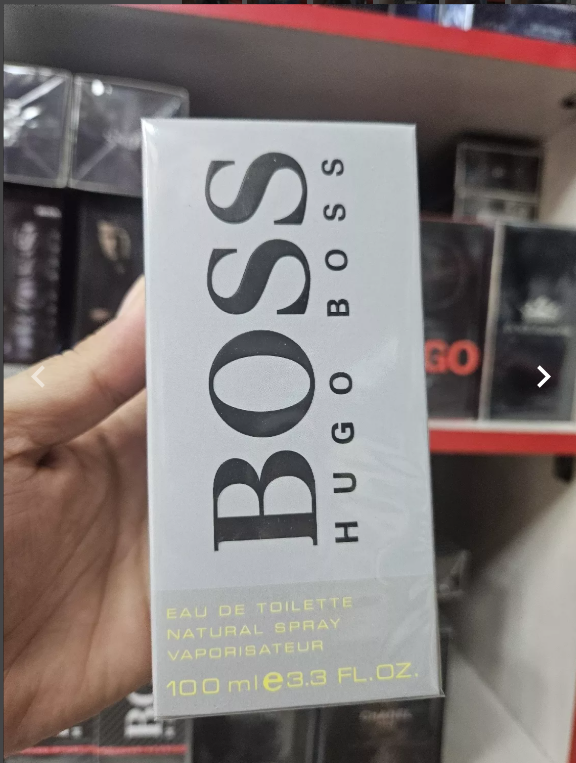 BOSS
HUGO BOSS
EAU DE TOILETTE
NATURAL SPRAY
VAPORISATEUR
100 ml e 3.3 FL.OZ.
GO